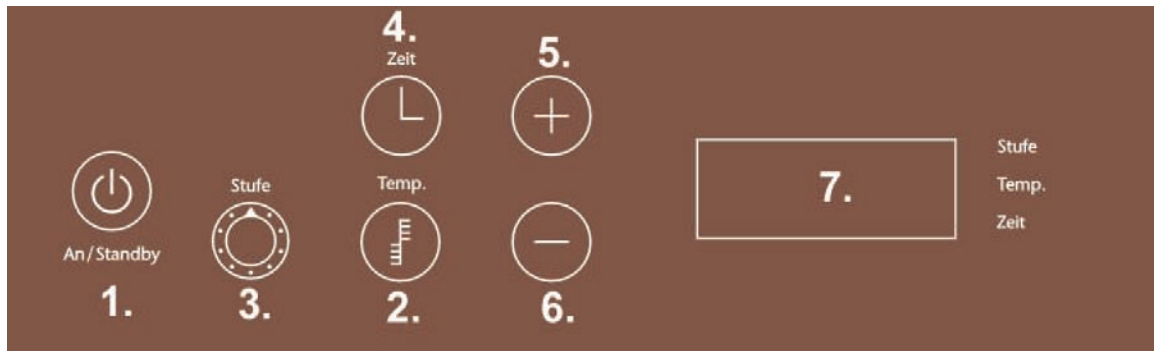 4.
Zeit
5.
Stufe
Temp.
7.
Stufe
Temp.
Zeit
An/Standby
1.
3.
2.
6.